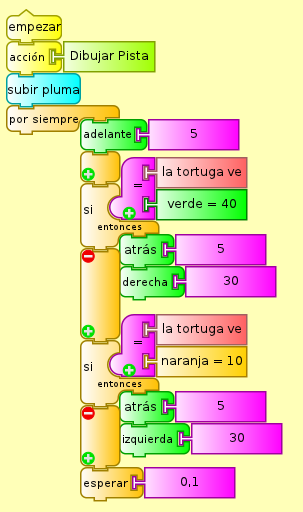 empezar
acción Dibujar Pista
subir pluma
por siempre
adelante 5
si = la tortuga ve
verde = 40
entonces
atrás 5
derecha 30
si = la tortuga ve
naranja = 10
entonces
atrás 5
izquierda 30
esperar 0,1